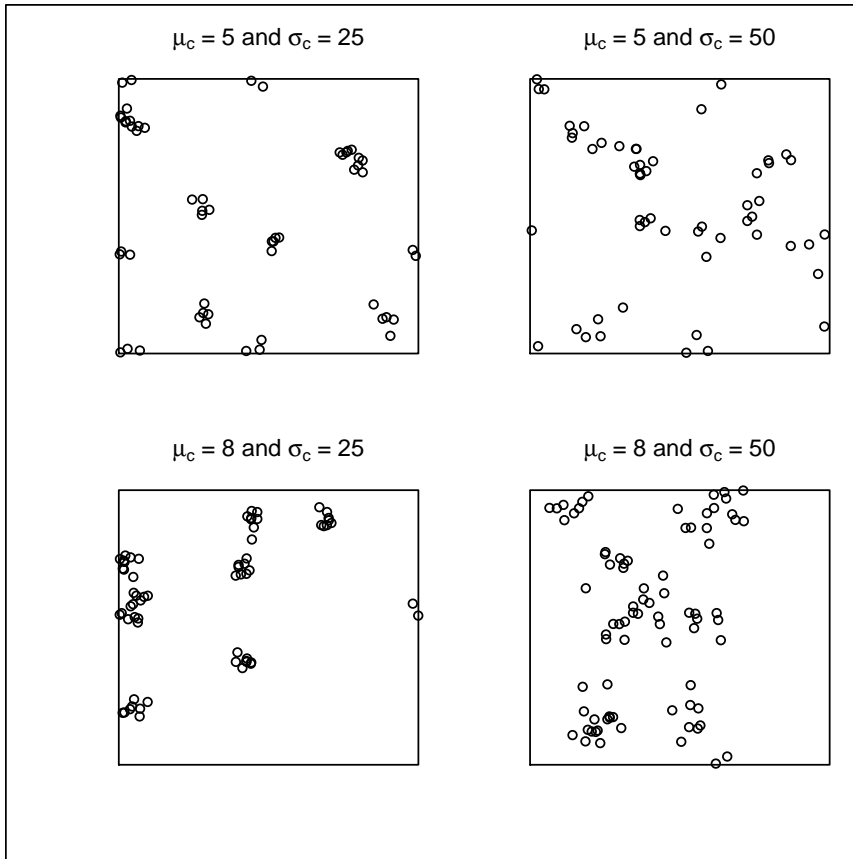 μc = 5 and σc = 25
μc = 5 and σc = 50
μc = 8 and σc = 25
μc = 8 and σc = 50